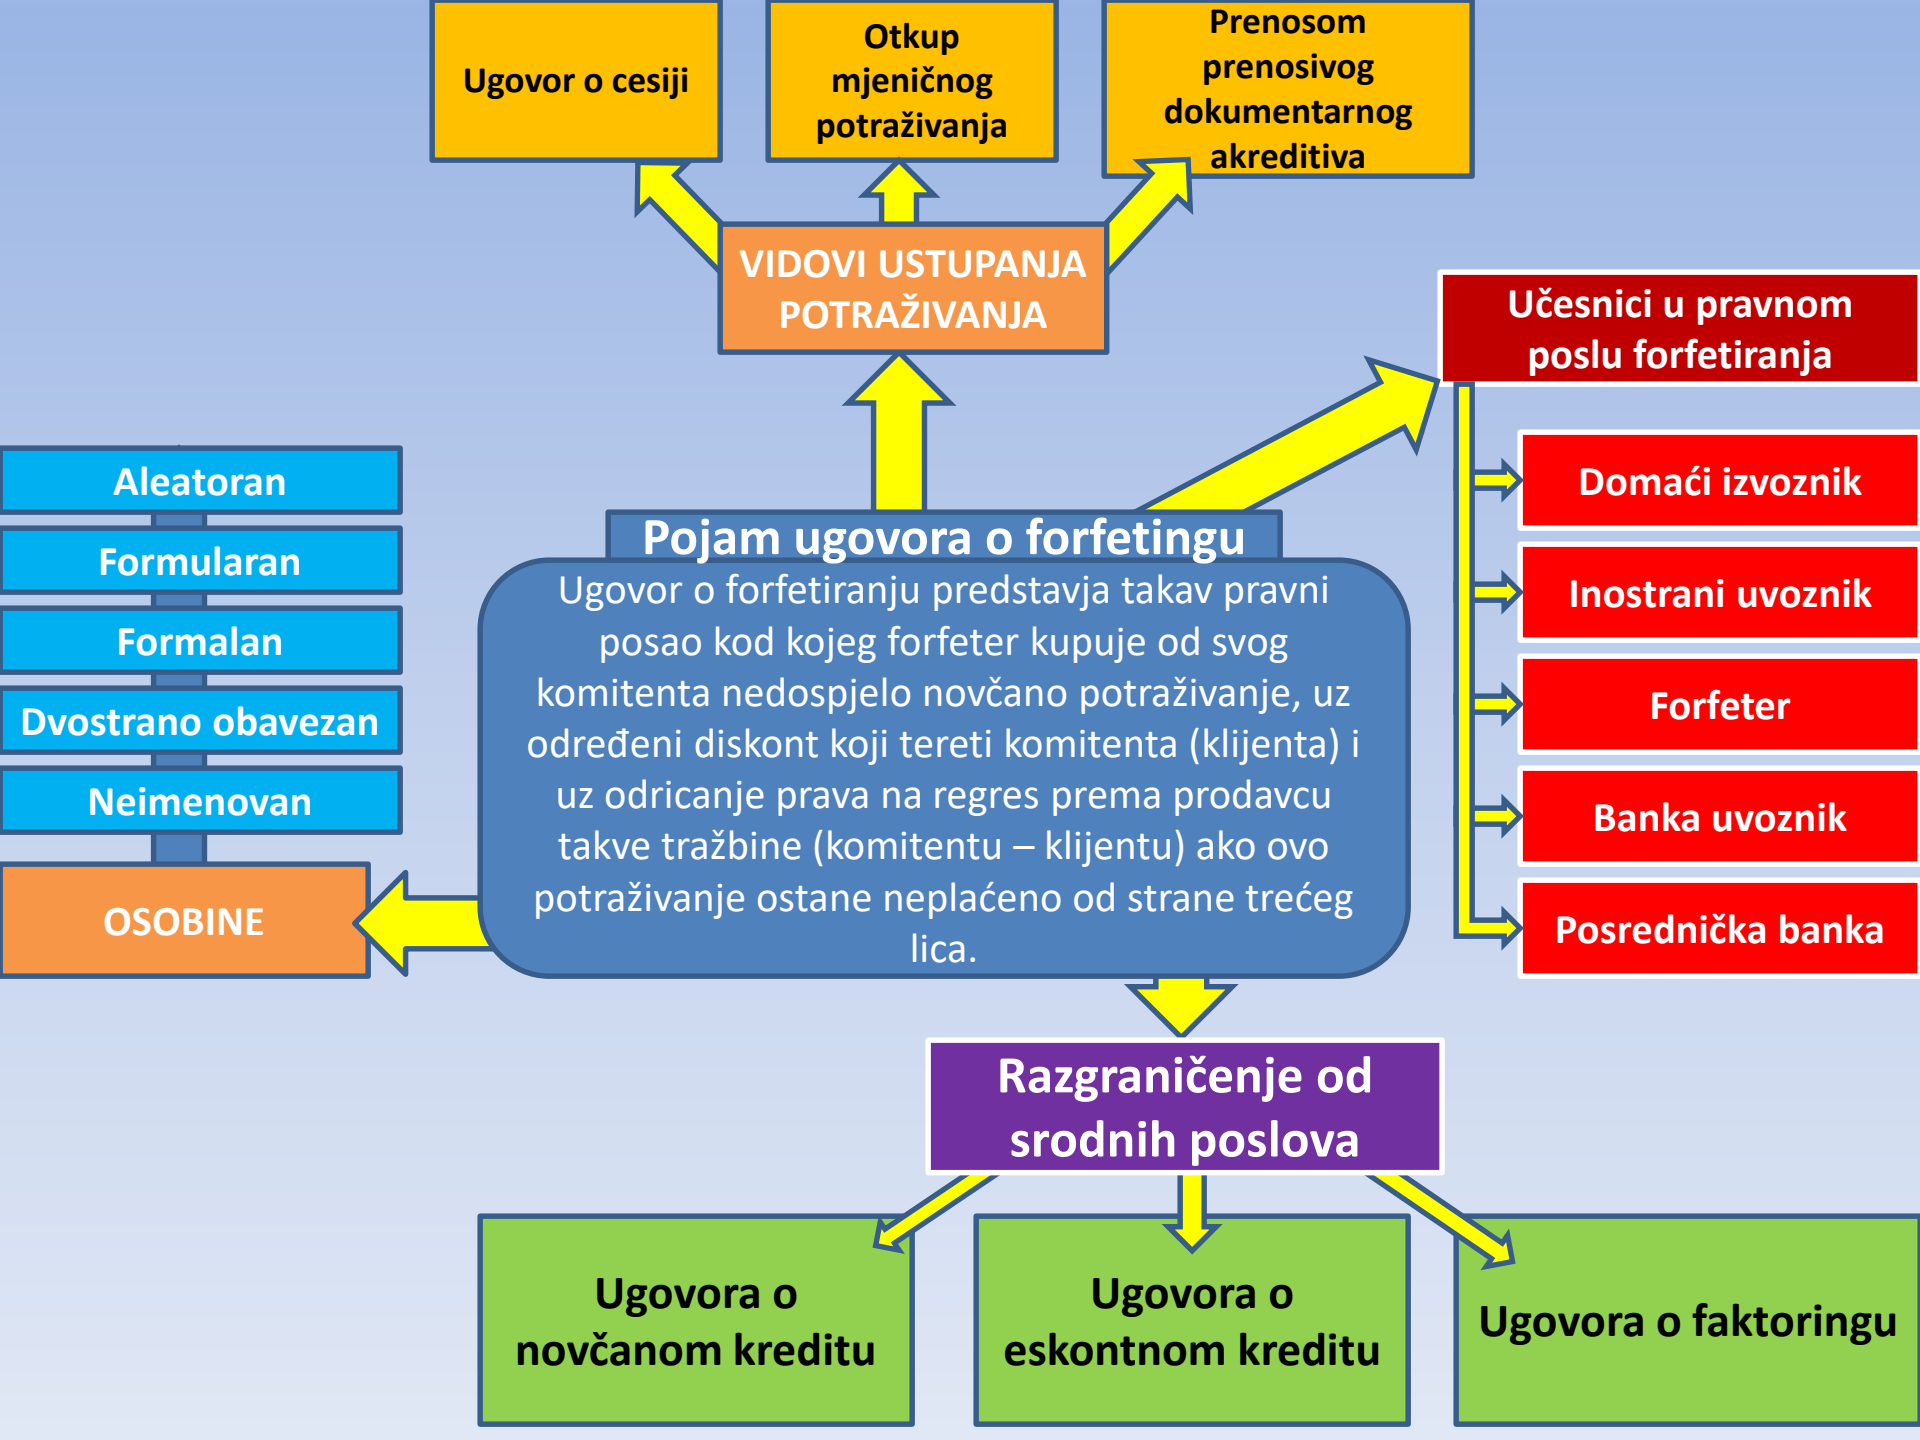 Ugovor o cesiji
Otkup
mjeničnog
potraživanja
Prenosom
prenosivog
dokumentarnog
akreditiva
VIDOVI USTUPANJA
POTRAŽIVANJA
Učesnici u pravnom
poslu forfetiranja
Domaći izvoznik
Inostrani uvoznik
Forfeter
Banka uvoznik
Posrednička banka
Aleatoran
Formularan
Formalan
Dvostrano obavezan
Neimenovan
OSOBINE
Pojam ugovora o forfetingu
Ugovor o forfetiranju predstavja takav pravni
posao kod kojeg forfeter kupuje od svog
komitenta nedospjelo novčano potraživanje, uz
određeni diskont koji tereti komitenta (klijenta) i
uz odricanje prava na regres prema prodavcu
takve tražbine (komitentu – klijentu) ako ovo
potraživanje ostane neplaćeno od strane trećeg
lica.
Razgraničenje od
srodnih poslova
Ugovora o
novčanom kreditu
Ugovora o
eskontnom kreditu
Ugovora o faktoringu